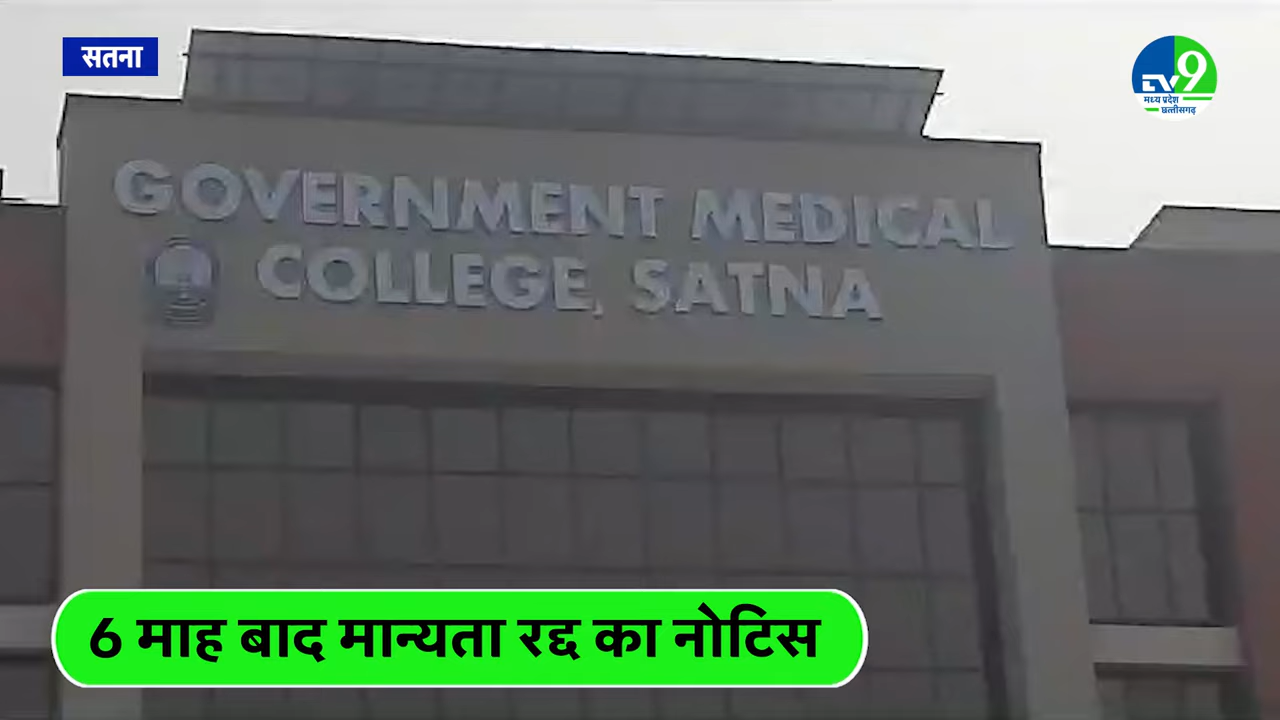 सतना
TV9
मध्य प्रदेश
छत्तीसगढ़
GOVERNMENT MEDICAL
COLLEGE, SATNA
6 माह बाद मान्यता रद्द का नोटिस